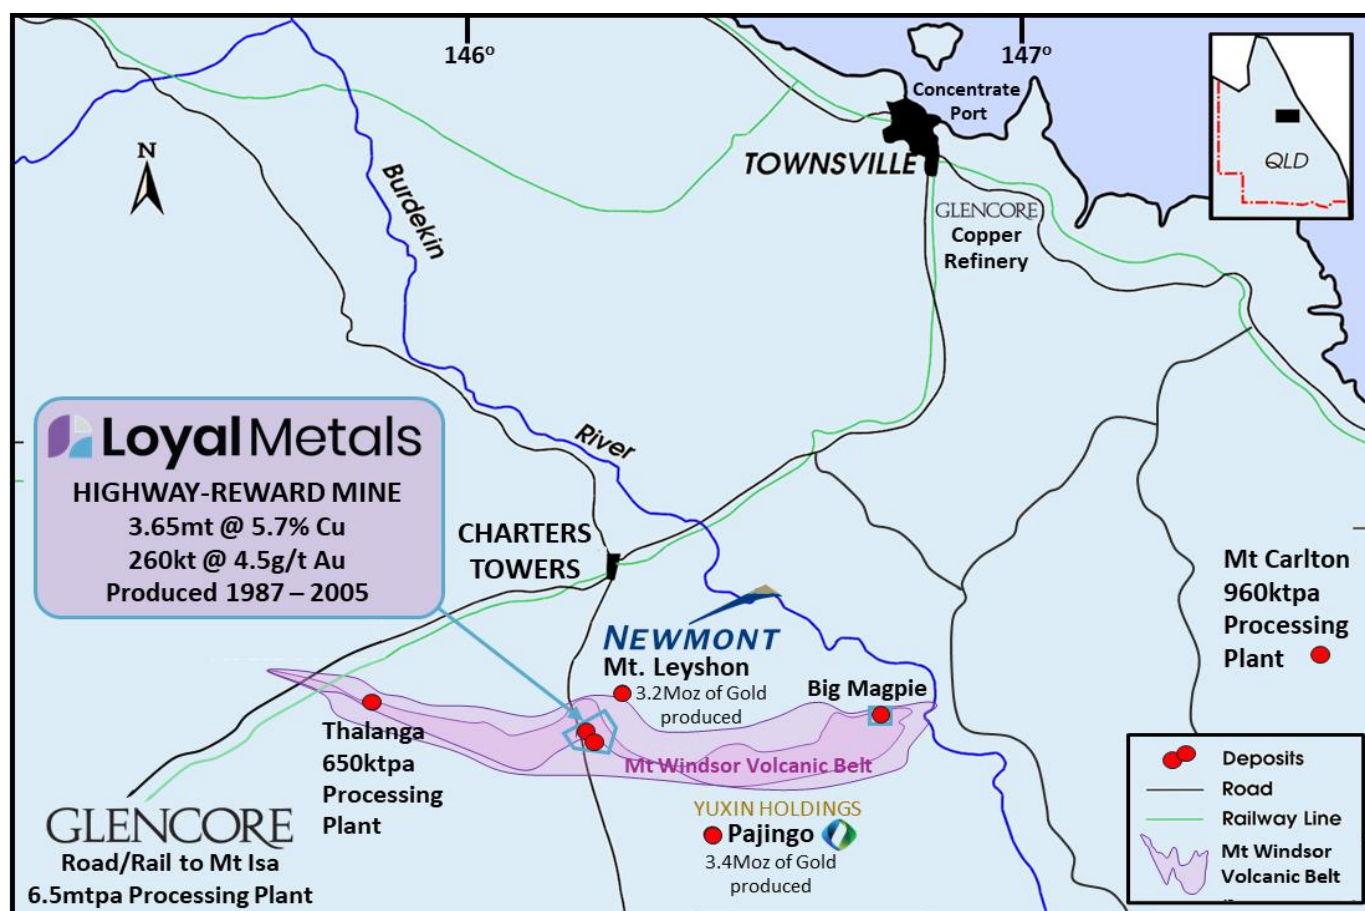 146°
147°
Concentrate
Port
N
TOWNSVILLE
QLD
Burdekin
River
GLENCORE
Copper
Refinery
Loyal Metals
HIGHWAY-REWARD MINE
3.65mt @ 5.7% Cu
260kt @ 4.5g/t Au
Produced 1987 – 2005
CHARTERS
TOWERS
NEWMONT
Mt. Leyshon
3.2Moz of Gold
produced
Big Magpie
Mt Carlton
960ktpa
Processing
Plant
Thalanga
650ktpa
Processing
Plant
Mt Windsor Volcanic Belt
YUXIN HOLDINGS
Pajingo
3.4Moz of Gold
produced
GLENCORE
Road/Rail to Mt Isa
6.5mtpa Processing Plant
Deposits
Road
Railway Line
Mt Windsor
Volcanic Belt